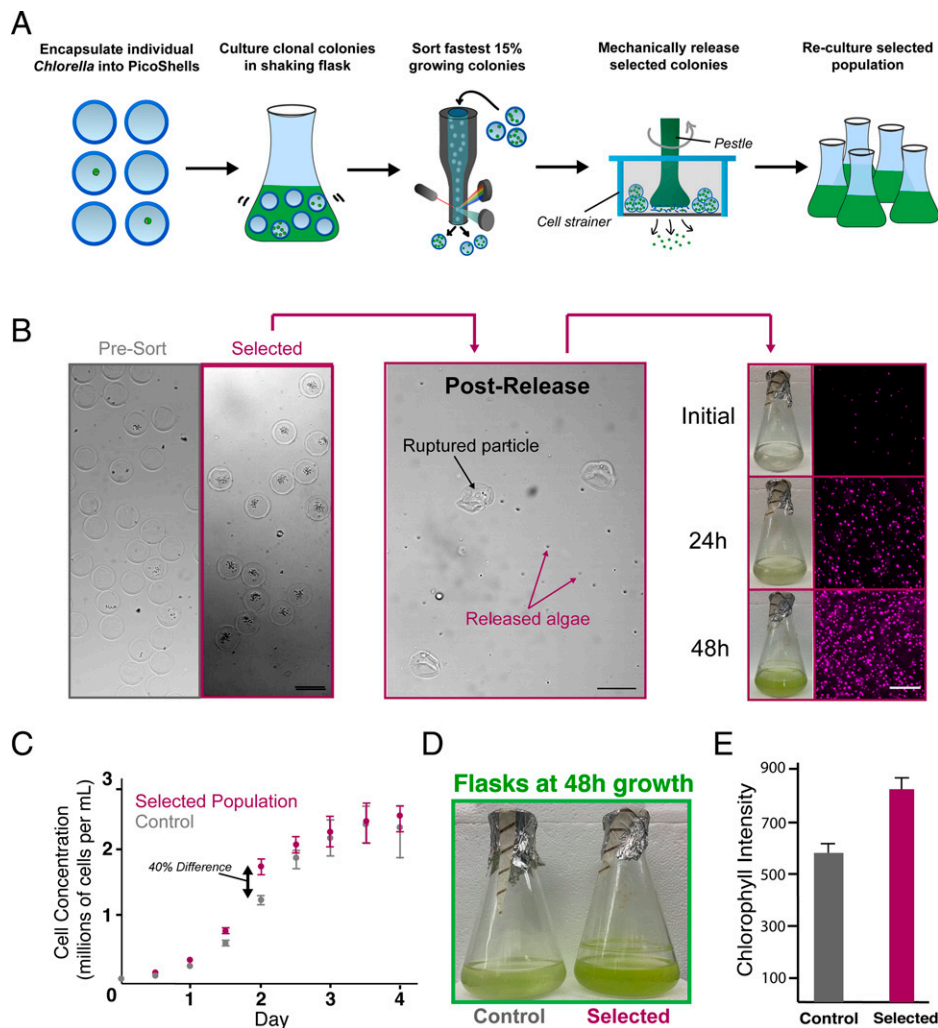 A
Encapsulate individual
Chlorella into PicoShells
Culture clonal colonies
in shaking flask
Sort fastest 15%
growing colonies
Mechanically release
selected colonies
Re-culture selected
population
Pestle
Cell strainer
B
Pre-Sort
Selected
Post-Release
Ruptured particle
Released algae
Initial
24h
48h
C
Cell Concentration
(millions of cells per mL)
3
2
1
0
1
2
3
4
Day
Selected Population
Control
40% Difference
D
Flasks at 48h growth
Control
Selected
E
Chlorophyll Intensity
900
700
500
300
100
Control
Selected